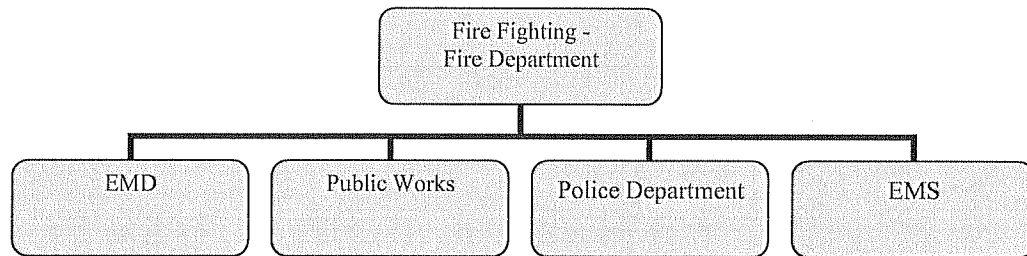 Fire Fighting -
Fire Department
EMD
Public Works
Police Department
EMS